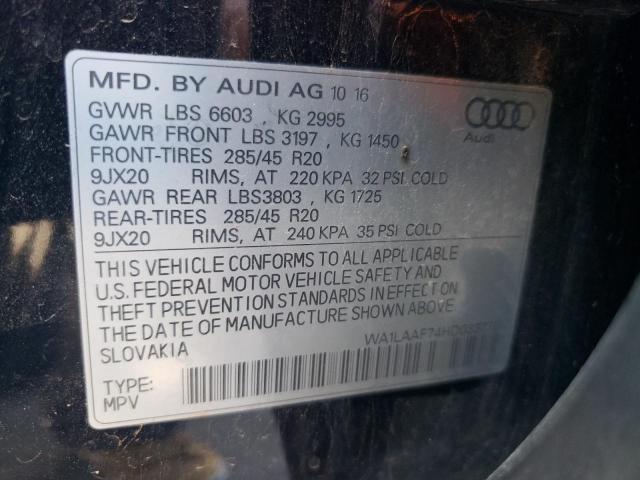 MFD. BY AUDI AG 10 16
GVWR LBS 6603 , KG 2995
GAWR FRONT LBS 3197 , KG 1450
FRONT-TIRES 285/45 R20
9JX20 RIMS, AT 220 KPA 32 PSI COLD
GAWR REAR LBS3803 , KG 1725
REAR-TIRES 285/45 R20
9JX20 RIMS, AT 240 KPA 35 PSI COLD
Audi
THIS VEHICLE CONFORMS TO ALL APPLICABLE
U.S. FEDERAL MOTOR VEHICLE SAFETY AND
THEFT PREVENTION STANDARDS IN EFFECT ON
THE DATE OF MANUFACTURE SHOWN ABOVE
SLOVAKIA
TYPE:
MPV